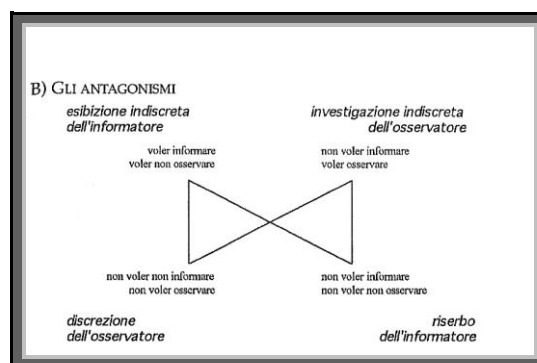 B) GLI ANTAGONISMI
esibizione indiscreta
dell'informatore
investigazione indiscreta
dell'osservatore
voler informare
voler non osservare
non voler informare
voler osservare
non voler non informare
non voler osservare
non voler informare
non voler non osservare
discrezione
dell'osservatore
riserbo
dell'informatore